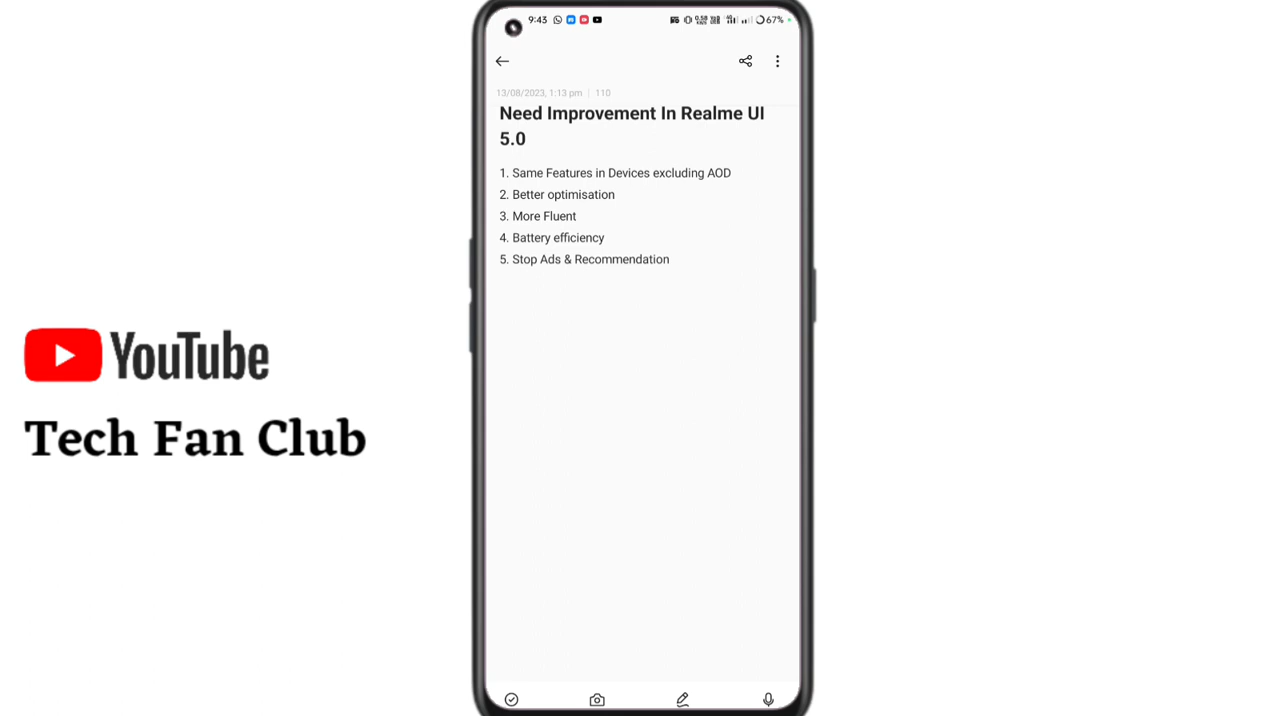 9:43
67%
13/08/2023, 1:13 pm | 110
Need Improvement In Realme UI
5.0
1. Same Features in Devices excluding AOD
2. Better optimisation
3. More Fluent
4. Battery efficiency
5. Stop Ads & Recommendation
YouTube
Tech Fan Club